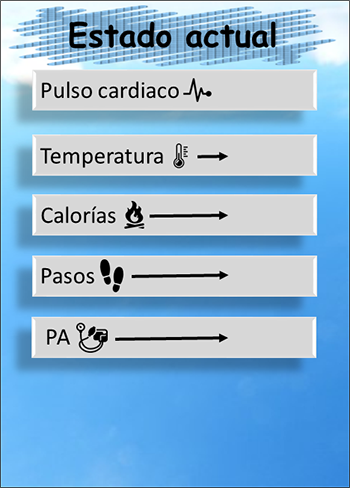 Estado actual
Pulso cardiaco
Temperatura
Calorías
Pasos
PA